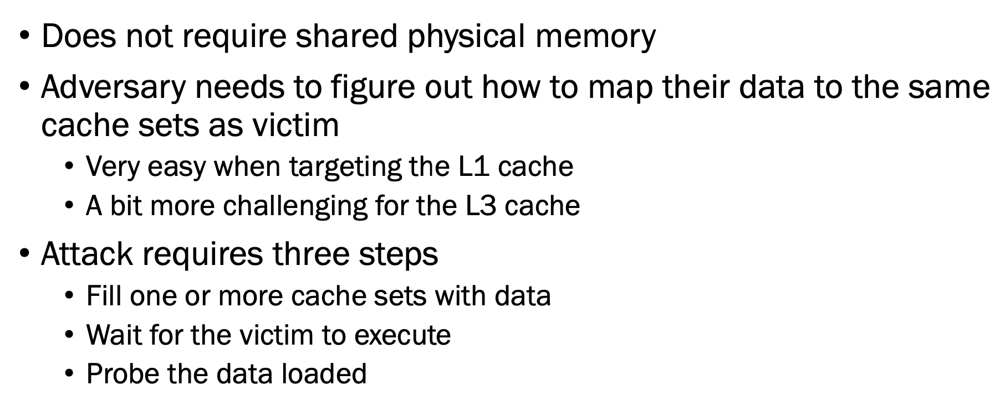 • Does not require shared physical memory
• Adversary needs to figure out how to map their data to the same
cache sets as victim
• Very easy when targeting the L1 cache
• A bit more challenging for the L3 cache
• Attack requires three steps
• Fill one or more cache sets with data
• Wait for the victim to execute
• Probe the data loaded